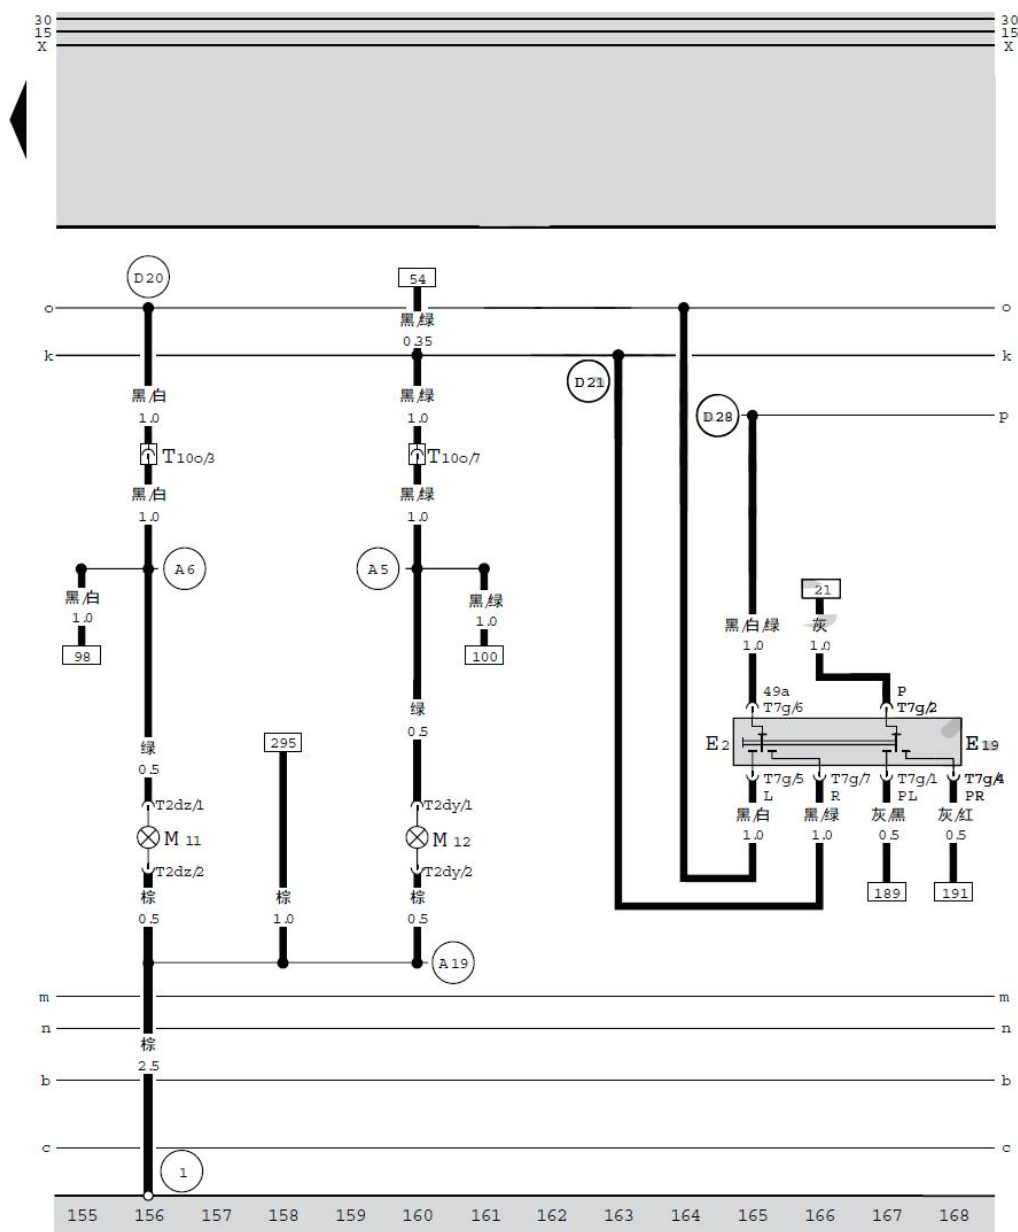 30 30
15 15
X X
D20 54
o o
黑/绿
0.35
k k
D21
黑/白 黑/绿
1.0 1.0
D28 p
T10o/3 T10o/7
黑/白 黑/绿
1.0 1.0
A6 A5
黑/白 黑/绿 21
1.0 1.0 黑/白/绿 灰
98 100 1.0 1.0
49a P
绿 T7g/6 T7g/2
0.5
295 E2 E19
绿
0.5 T7g/5 T7g/7 T7g/1 T7g/4
L R PL PR
T2dz/1 T2dy/1 黑/白 黑/绿 灰/黑 灰/红
M11 M12 1.0 1.0 0.5 0.5
T2dz/2 T2dy/2
189 191
棕 棕 棕
0.5 1.0 0.5
A19
m m
n n
棕
2.5
b b
c c
1
155 156 157 158 159 160 161 162 163 164 165 166 167 168